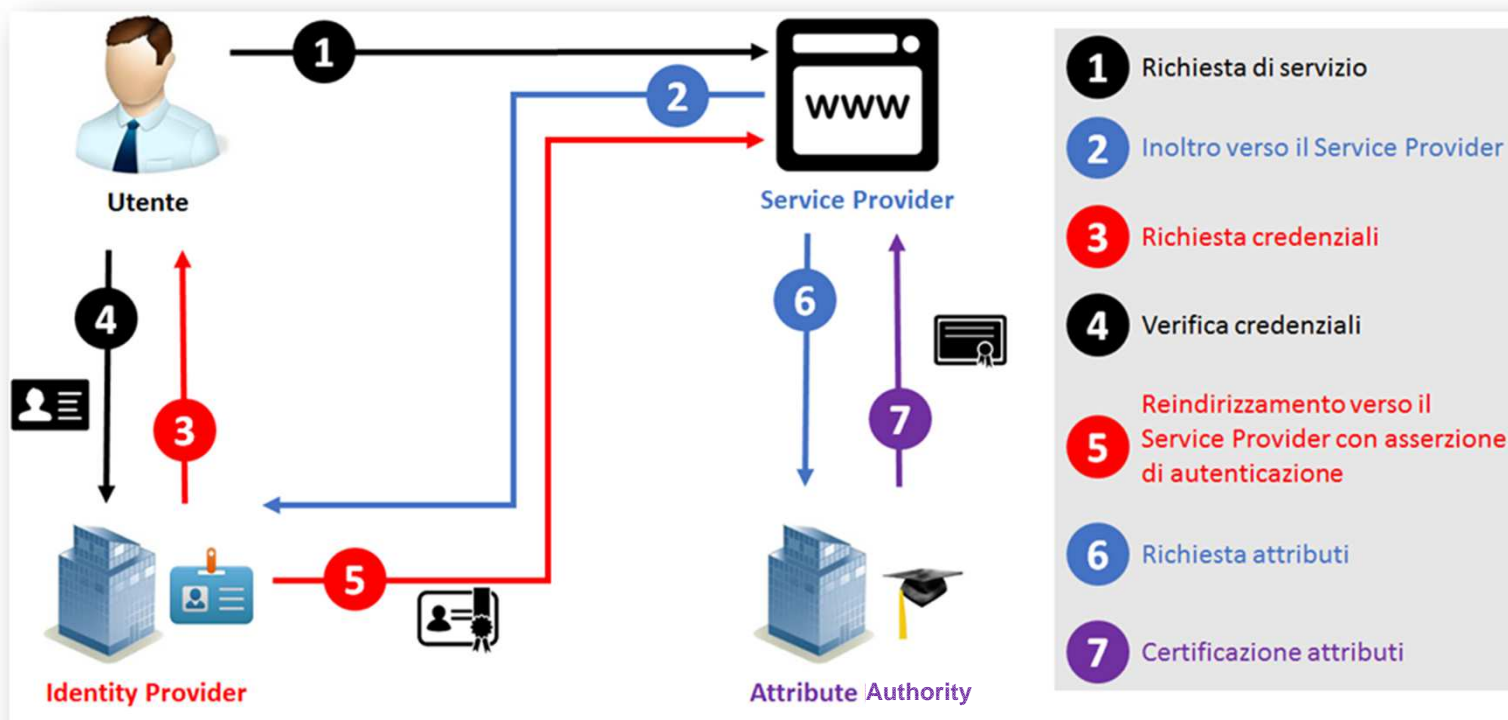 1
WWW
2
Utente
Service Provider
4
3
6
7
5
Identity Provider
Attribute Authority
1 Richiesta di servizio
2 Inoltro verso il Service Provider
3 Richiesta credenziali
4 Verifica credenziali
Reindirizzamento verso il
5 Service Provider con asserzione
di autenticazione
6 Richiesta attributi
7 Certificazione attributi